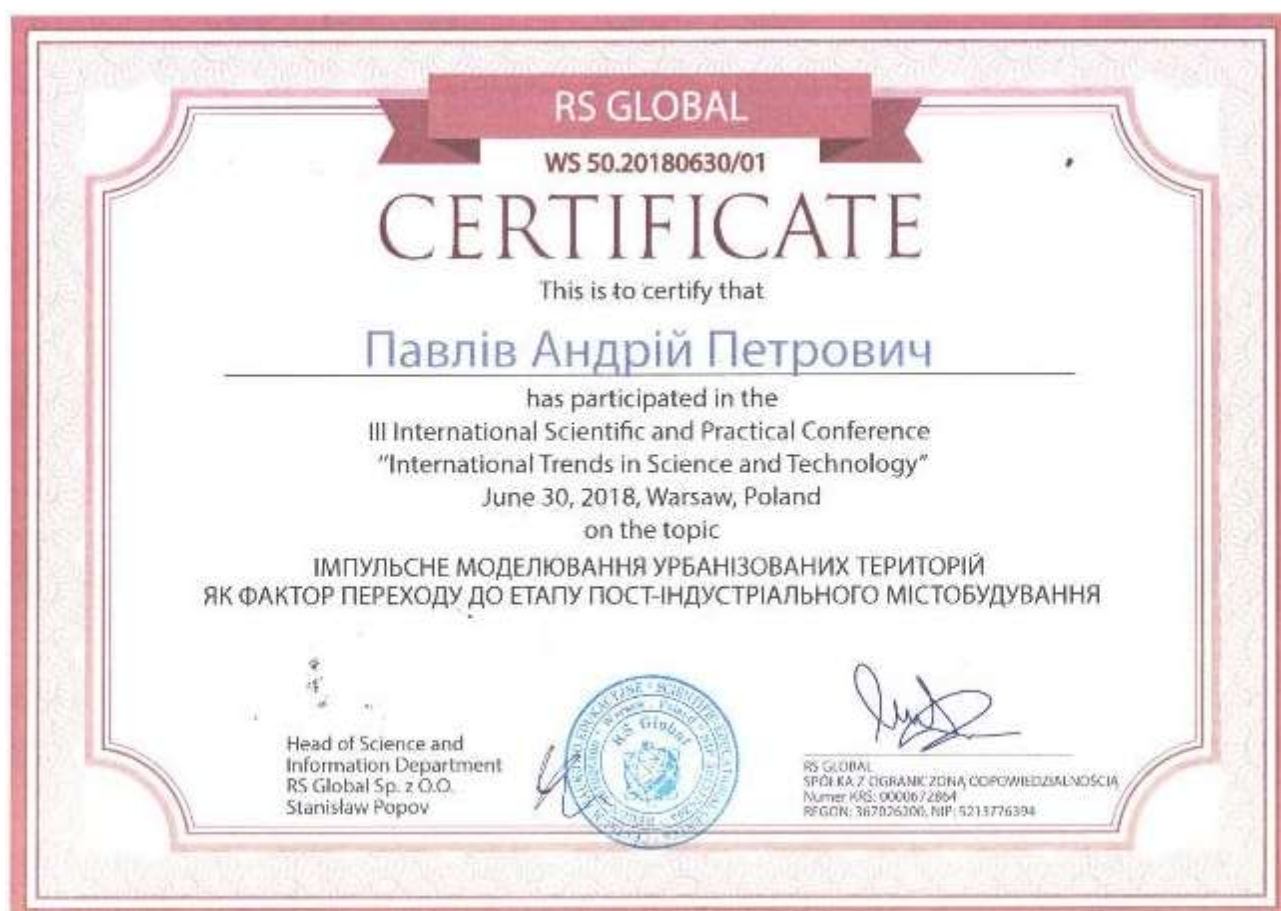 RS GLOBAL
WS 50.20180630/01
CERTIFICATE
This is to certify that
Павлів Андрій Петрович
has participated in the
III International Scientific and Practical Conference
"International Trends in Science and Technology"
June 30, 2018, Warsaw, Poland
on the topic
ІМПУЛЬСНЕ МОДЕЛЮВАННЯ УРБАНІЗОВАНИХ ТЕРИТОРІЙ
ЯК ФАКТОР ПЕРЕХОДУ ДО ЕТАПУ ПОСТ-ІНДУСТРІАЛЬНОГО МІСТОБУДУВАННЯ
Head of Science and
Information Department
RS Global Sp. z O.O.
Stanisław Popov
RS Global
RS GLOBAL
SPÓŁKA Z OGRANICZONĄ ODPOWIEDZIALNOŚCIĄ
Numer KRS: 0000672864
REGON: 367026200, NIP: 5213776394